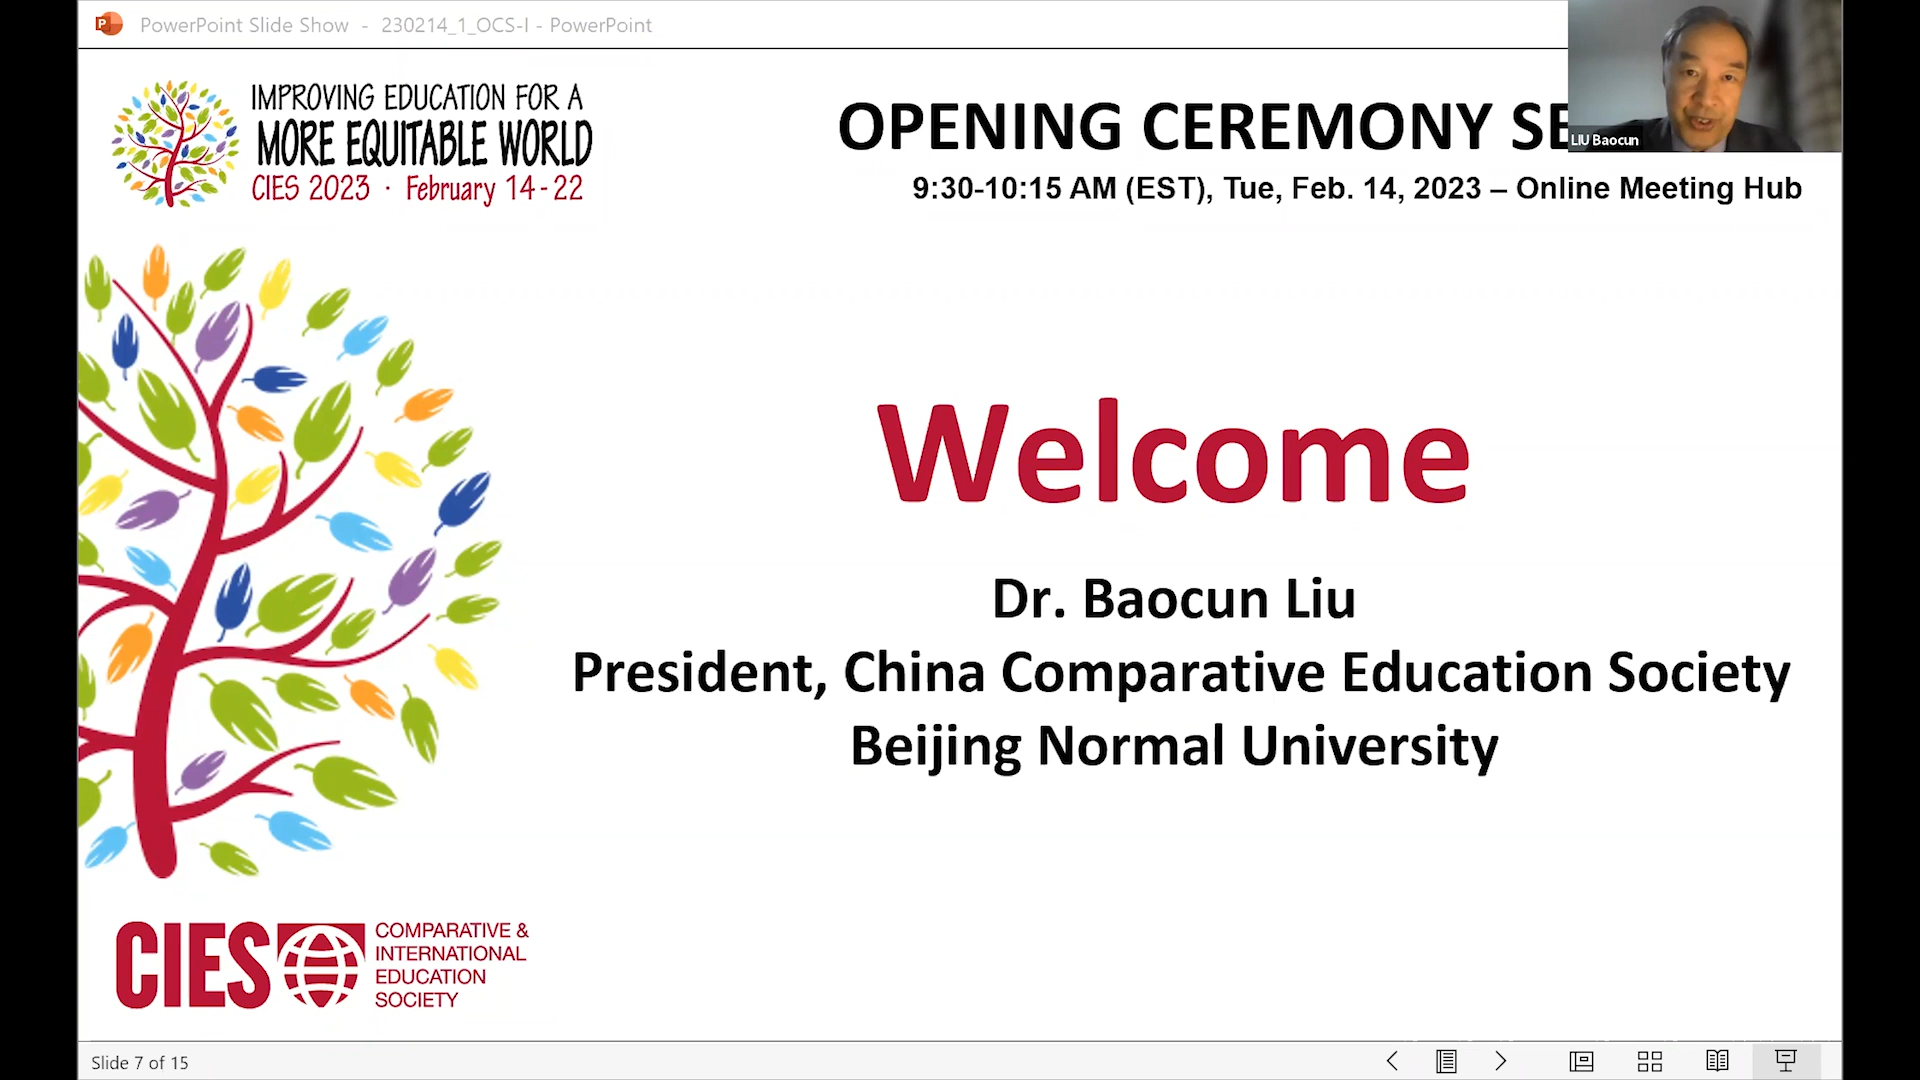 PowerPoint Slide Show - 230214_1_OCS-I - PowerPoint
IMPROVING EDUCATION FOR A
MORE EQUITABLE WORLD
CIES 2023 · February 14-22
OPENING CEREMONY SE
LIU Baocun
9:30-10:15 AM (EST), Tue, Feb. 14, 2023 – Online Meeting Hub
Welcome
Dr. Baocun Liu
President, China Comparative Education Society
Beijing Normal University
CIES
COMPARATIVE &
INTERNATIONAL
EDUCATION
SOCIETY
Slide 7 of 15